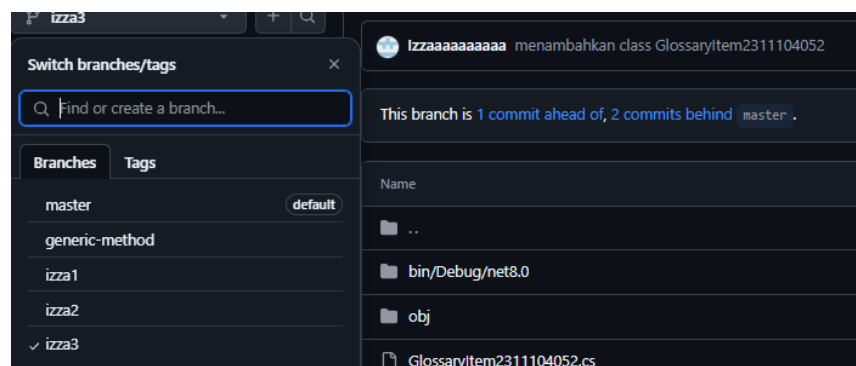 izza3
Switch branches/tags
Find or create a branch...
Branches Tags
master default
generic-method
izza1
izza2
izza3
Izzaaaaaaaaaa menambahkan class GlossaryItem2311104052
This branch is 1 commit ahead of, 2 commits behind master .
Name
..
bin/Debug/net8.0
obj
GlossaryItem2311104052.cs